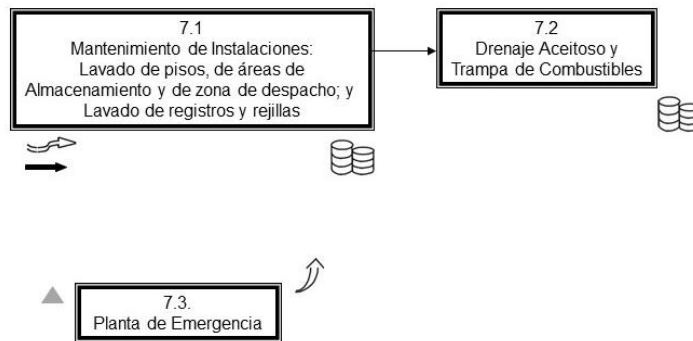 7.1
Mantenimiento de Instalaciones:
Lavado de pisos, de áreas de
Almacenamiento y de zona de despacho; y
Lavado de registros y rejillas
7.2
Drenaje Aceitoso y
Trampa de Combustibles
7.3.
Planta de Emergencia